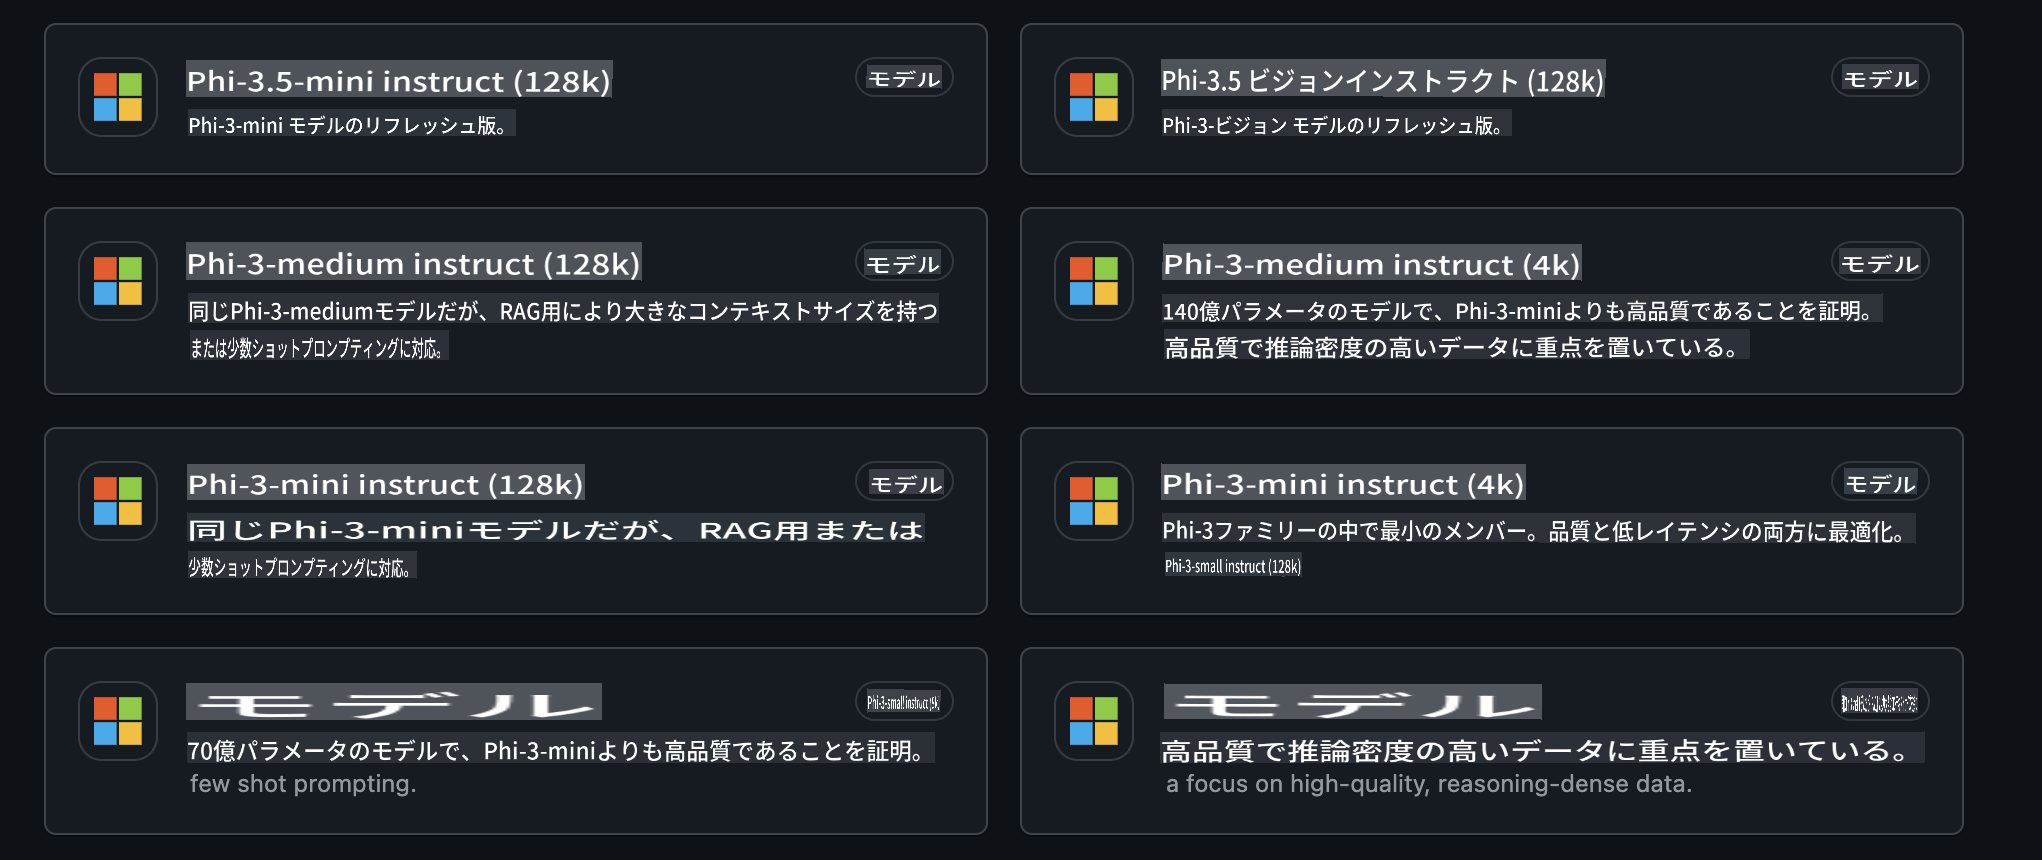 Phi-3.5-mini instruct (128k)
モデル
Phi-3-mini モデルのリフレッシュ版。
Phi-3.5 ビジョンインストラクト (128k)
モデル
Phi-3-ビジョン モデルのリフレッシュ版。
Phi-3-medium instruct (128k)
モデル
同じPhi-3-mediumモデルだが、RAG用により大きなコンテキストサイズを持つ
または少数ショットプロンプティングに対応。
Phi-3-medium instruct (4k)
モデル
140億パラメータのモデルで、Phi-3-miniよりも高品質であることを証明。
高品質で推論密度の高いデータに重点を置いている。
Phi-3-mini instruct (128k)
モデル
同じPhi-3-miniモデルだが、RAG用または
少数ショットプロンプティングに対応。
Phi-3-mini instruct (4k)
モデル
Phi-3ファミリーの中で最小のメンバー。品質と低レイテンシの両方に最適化。
Phi-3-small instruct (128k)
モデル
Phi-3-small instruct
70億パラメータのモデルで、Phi-3-miniよりも高品質であることを証明。
few shot prompting.
モデル
高品質で推論密度の高いデータに重点を置いている。
a focus on high-quality, reasoning-dense data.